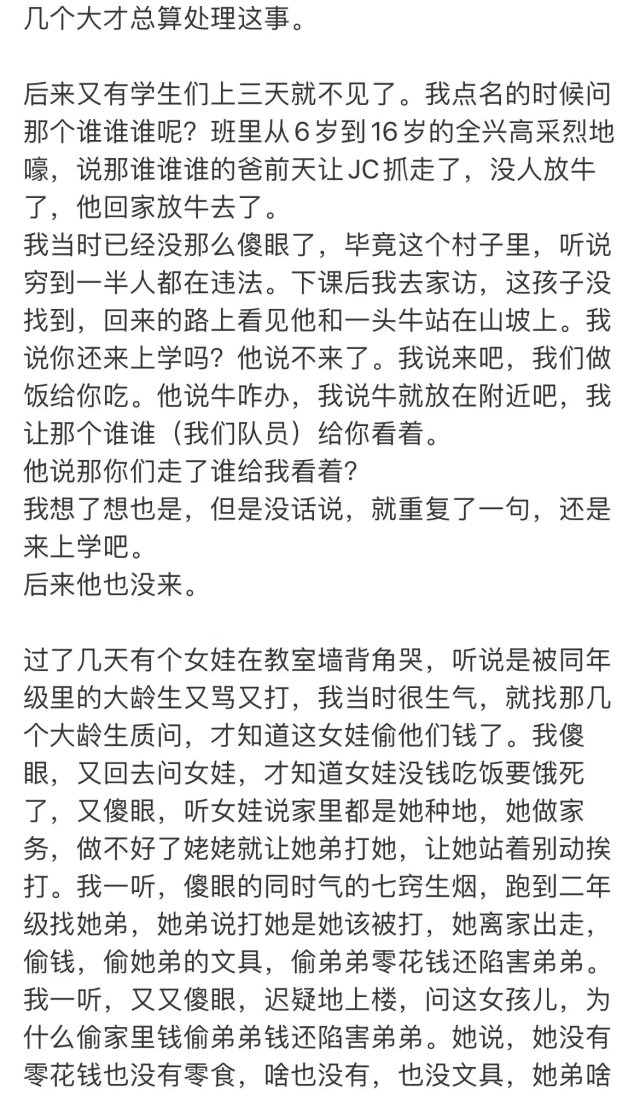 几个大才总算处理这事。
后来又有学生们上三天就不见了。我点名的时候问
那个谁谁谁呢？班里从6岁到16岁的全兴高采烈地
嚎，说那谁谁谁的爸前天让JC抓走了，没人放牛
了，他回家放牛去了。
我当时已经没那么傻眼了，毕竟这个村子里，听说
穷到一半人都在违法。下课后我去家访，这孩子没
找到，回来的路上看见他和一头牛站在山坡上。我
说你还来上学吗？他说不来了。我说来吧，我们做
饭给你吃。他说牛咋办，我说牛就放在附近吧，我
让那个谁谁（我们队员）给你看着。
他说那你们走了谁给我看着？
我想了想也是，但是没话说，就重复了一句，还是
来上学吧。
后来他也没来。
过了几天有个女娃在教室墙背角哭，听说是被同年
级里的大龄生又骂又打，我当时很生气，就找那几
个大龄生质问，才知道这女娃偷他们钱了。我傻
眼，又回去问女娃，才知道女娃没钱吃饭要饿死
了，又傻眼，听女娃说家里都是她种地，她做家
务，做不好了姥姥就让她弟打她，让她站着别动挨
打。我一听，傻眼的同时气的七窍生烟，跑到二年
级找她弟，她弟说打她是她该被打，她离家出走，
偷钱，偷她弟的文具，偷弟弟零花钱还陷害弟弟。
我一听，又又傻眼，迟疑地上楼，问这女孩儿，为
什么偷家里钱偷弟弟钱还陷害弟弟。她说，她没有
零花钱也没有零食，啥也没有，也没文具，她弟啥